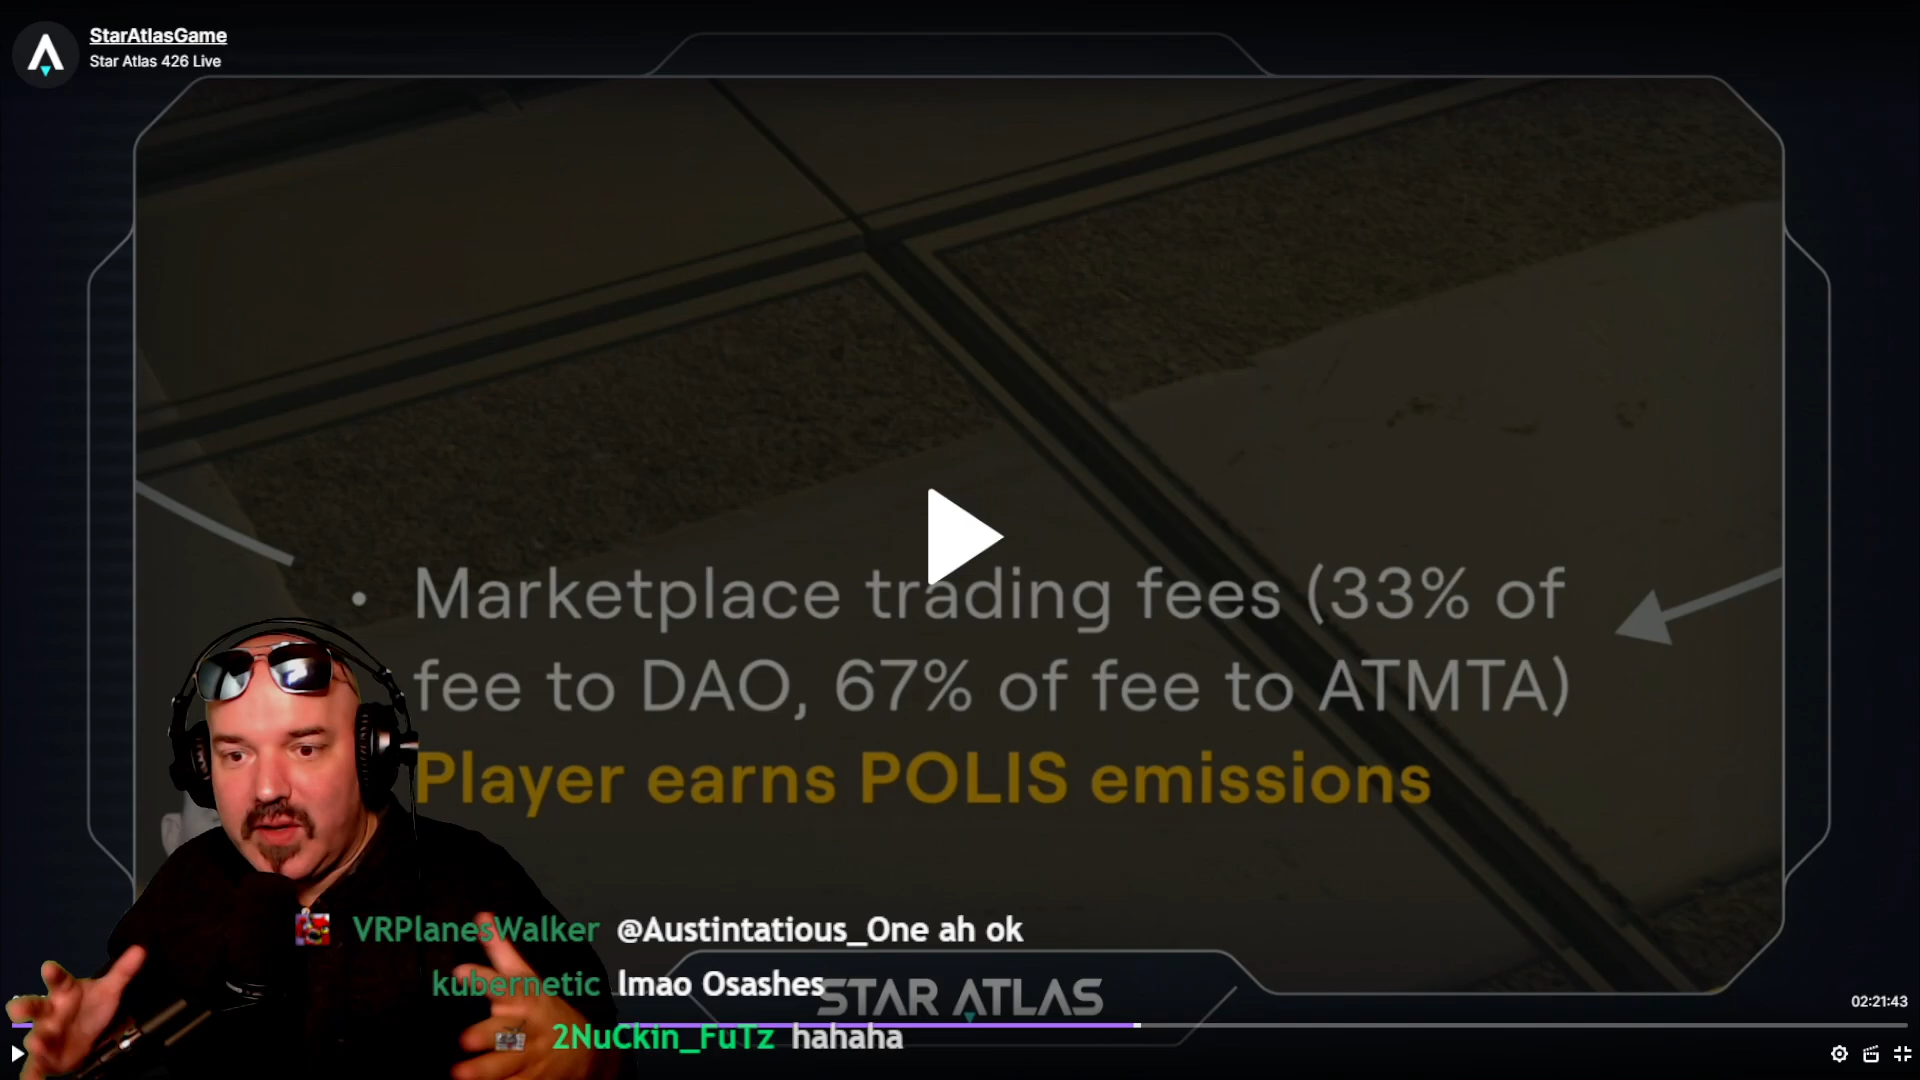 StarAtlasGame
Star Atlas 426 Live
• Marketplace trading fees (33% of
fee to DAO, 67% of fee to ATMTA)
Player earns POLIS emissions
VRPlanesWalker @Austintatious_One ah ok
kubernetic lmao Osashes
STAR ATLAS
02:21:43
2NuCkin_FuTz hahaha